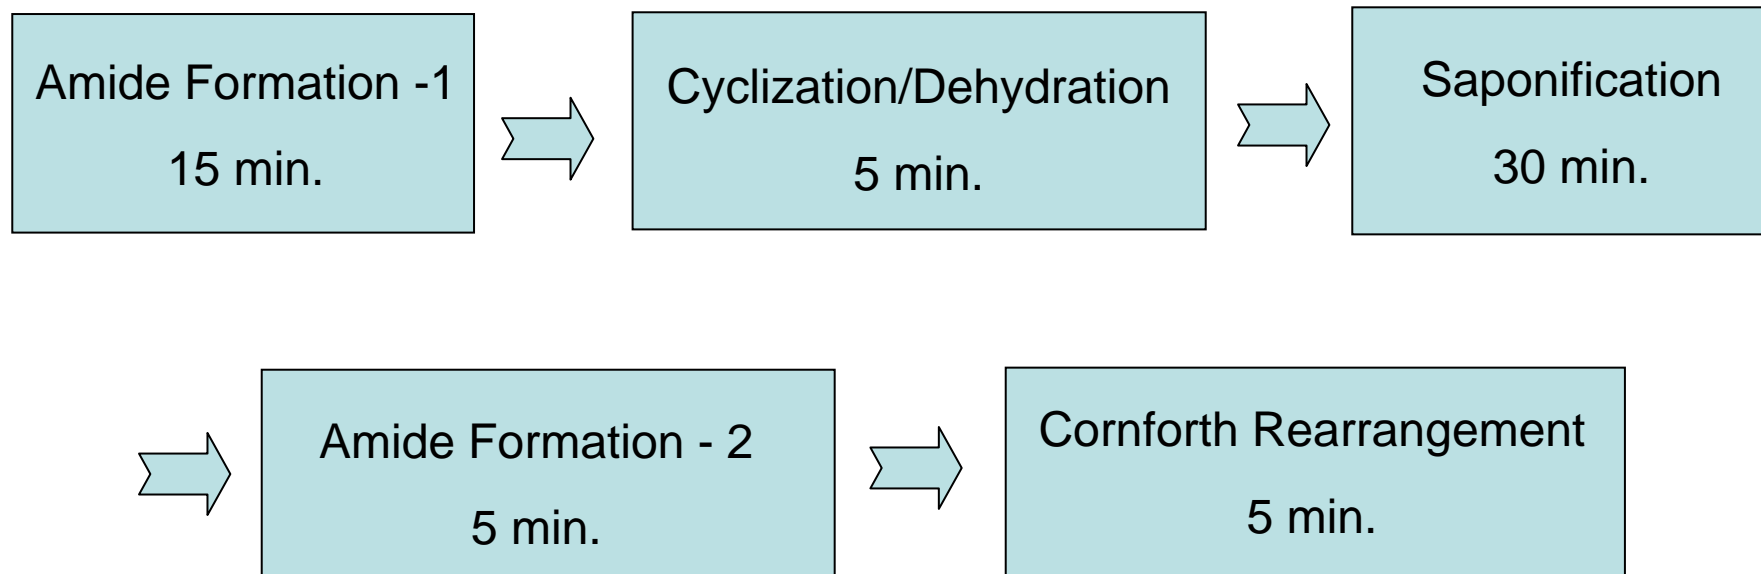 Amide Formation -1
15 min.
Cyclization/Dehydration
5 min.
Saponification
30 min.
Amide Formation - 2
5 min.
Cornforth Rearrangement
5 min.